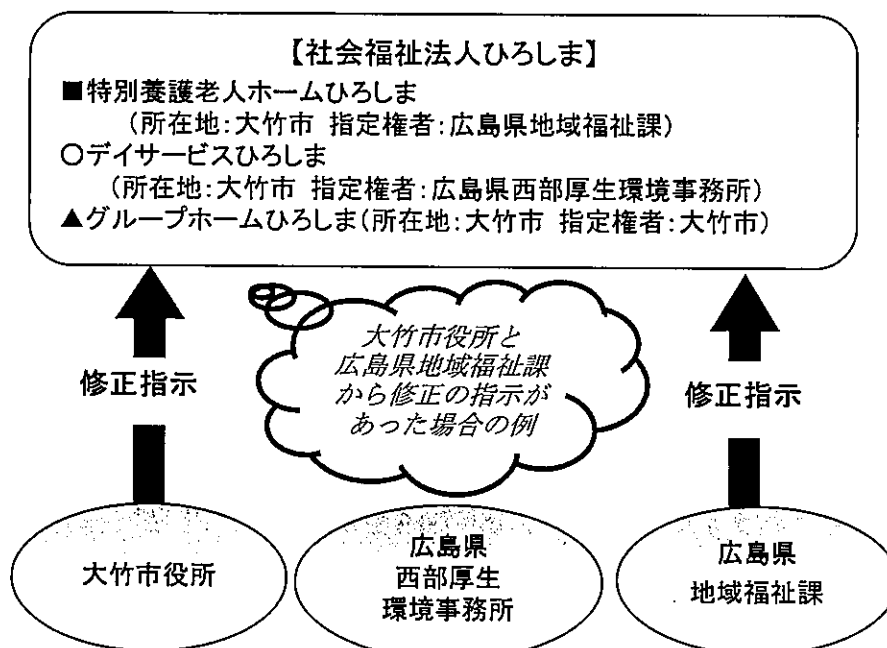 【社会福祉法人ひろしま】
■特別養護老人ホームひろしま
(所在地:大竹市 指定権者:広島県地域福祉課)
○デイサービスひろしま
(所在地:大竹市 指定権者:広島県西部厚生環境事務所)
▲グループホームひろしま(所在地:大竹市 指定権者:大竹市)
大竹市役所と
広島県地域福祉課
から修正の指示が
あった場合の例
修正指示
修正指示
大竹市役所
広島県
西部厚生
環境事務所
広島県
地域福祉課